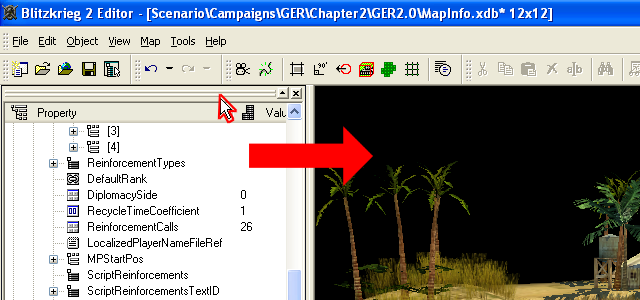 Blitzkrieg 2 Editor - [Scenario\Campaigns\GER\Chapter2\GER2.0\MapInfo.xdb* 12x12]
File Edit Object View Map Tools Help
90°
Property Valu
[3]
[4]
ReinforcementTypes
DefaultRank
DiplomacySide 0
RecycleTimeCoefficient 1
ReinforcementCalls 26
LocalizedPlayerNameFileRef
MPStartPos
ScriptReinforcements
ScriptReinforcementsTextID